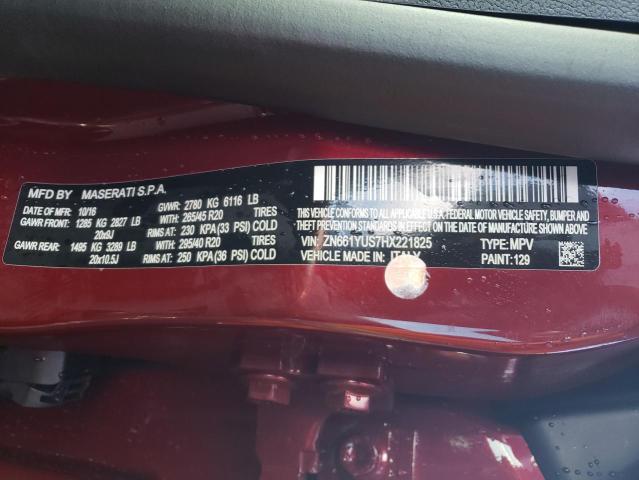 MFD BY MASERATI S.P.A.
DATE OF MFR: 10/16 GVWR: 2780 KG 6116 LB
GAWR FRONT: 1285 KG 2827 LB WITH: 265/45 R20 TIRES
20x9J RIMS AT: 230 KPA(33 PSI) COLD
GAWR REAR: 1495 KG 3289 LB WITH: 295/40 R20 TIRES
20x10.5J RIMS AT: 250 KPA(36 PSI) COLD
THIS VEHICLE CONFORMS TO ALL APPLICABLE U.S. FEDERAL MOTOR VEHICLE SAFETY, BUMPER AND
THEFT PREVENTION STANDARDS IN EFFECT ON THE DATE OF MANUFACTURE SHOWN ABOVE
VIN: ZN661YUS7HX221825 TYPE: MPV
VEHICLE MADE IN: ITALY PAINT: 129